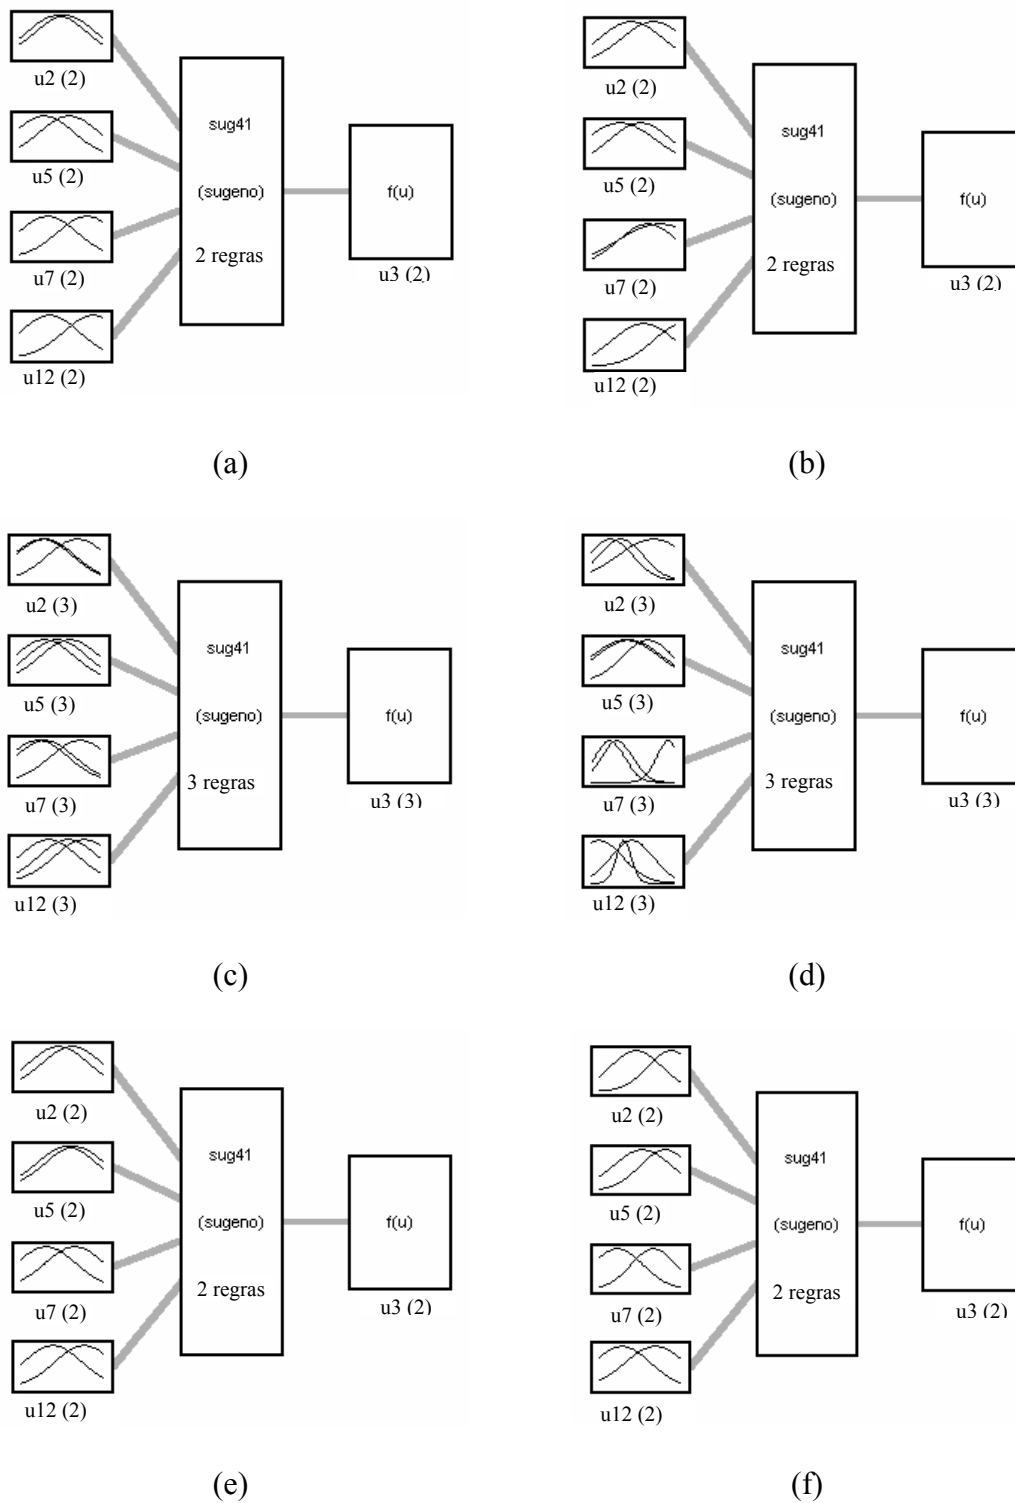 u2 (2)
u5 (2)
u7 (2)
u12 (2)
sug41
(sugeno)
2 regras
f(u)
u3 (2)
(a)
u2 (2)
u5 (2)
u7 (2)
u12 (2)
sug41
(sugeno)
2 regras
f(u)
u3 (2)
(b)
u2 (3)
u5 (3)
u7 (3)
u12 (3)
sug41
(sugeno)
3 regras
f(u)
u3 (3)
(c)
u2 (3)
u5 (3)
u7 (3)
u12 (3)
sug41
(sugeno)
3 regras
f(u)
u3 (3)
(d)
u2 (2)
u5 (2)
u7 (2)
u12 (2)
sug41
(sugeno)
2 regras
f(u)
u3 (2)
(e)
u2 (2)
u5 (2)
u7 (2)
u12 (2)
sug41
(sugeno)
2 regras
f(u)
u3 (2)
(f)